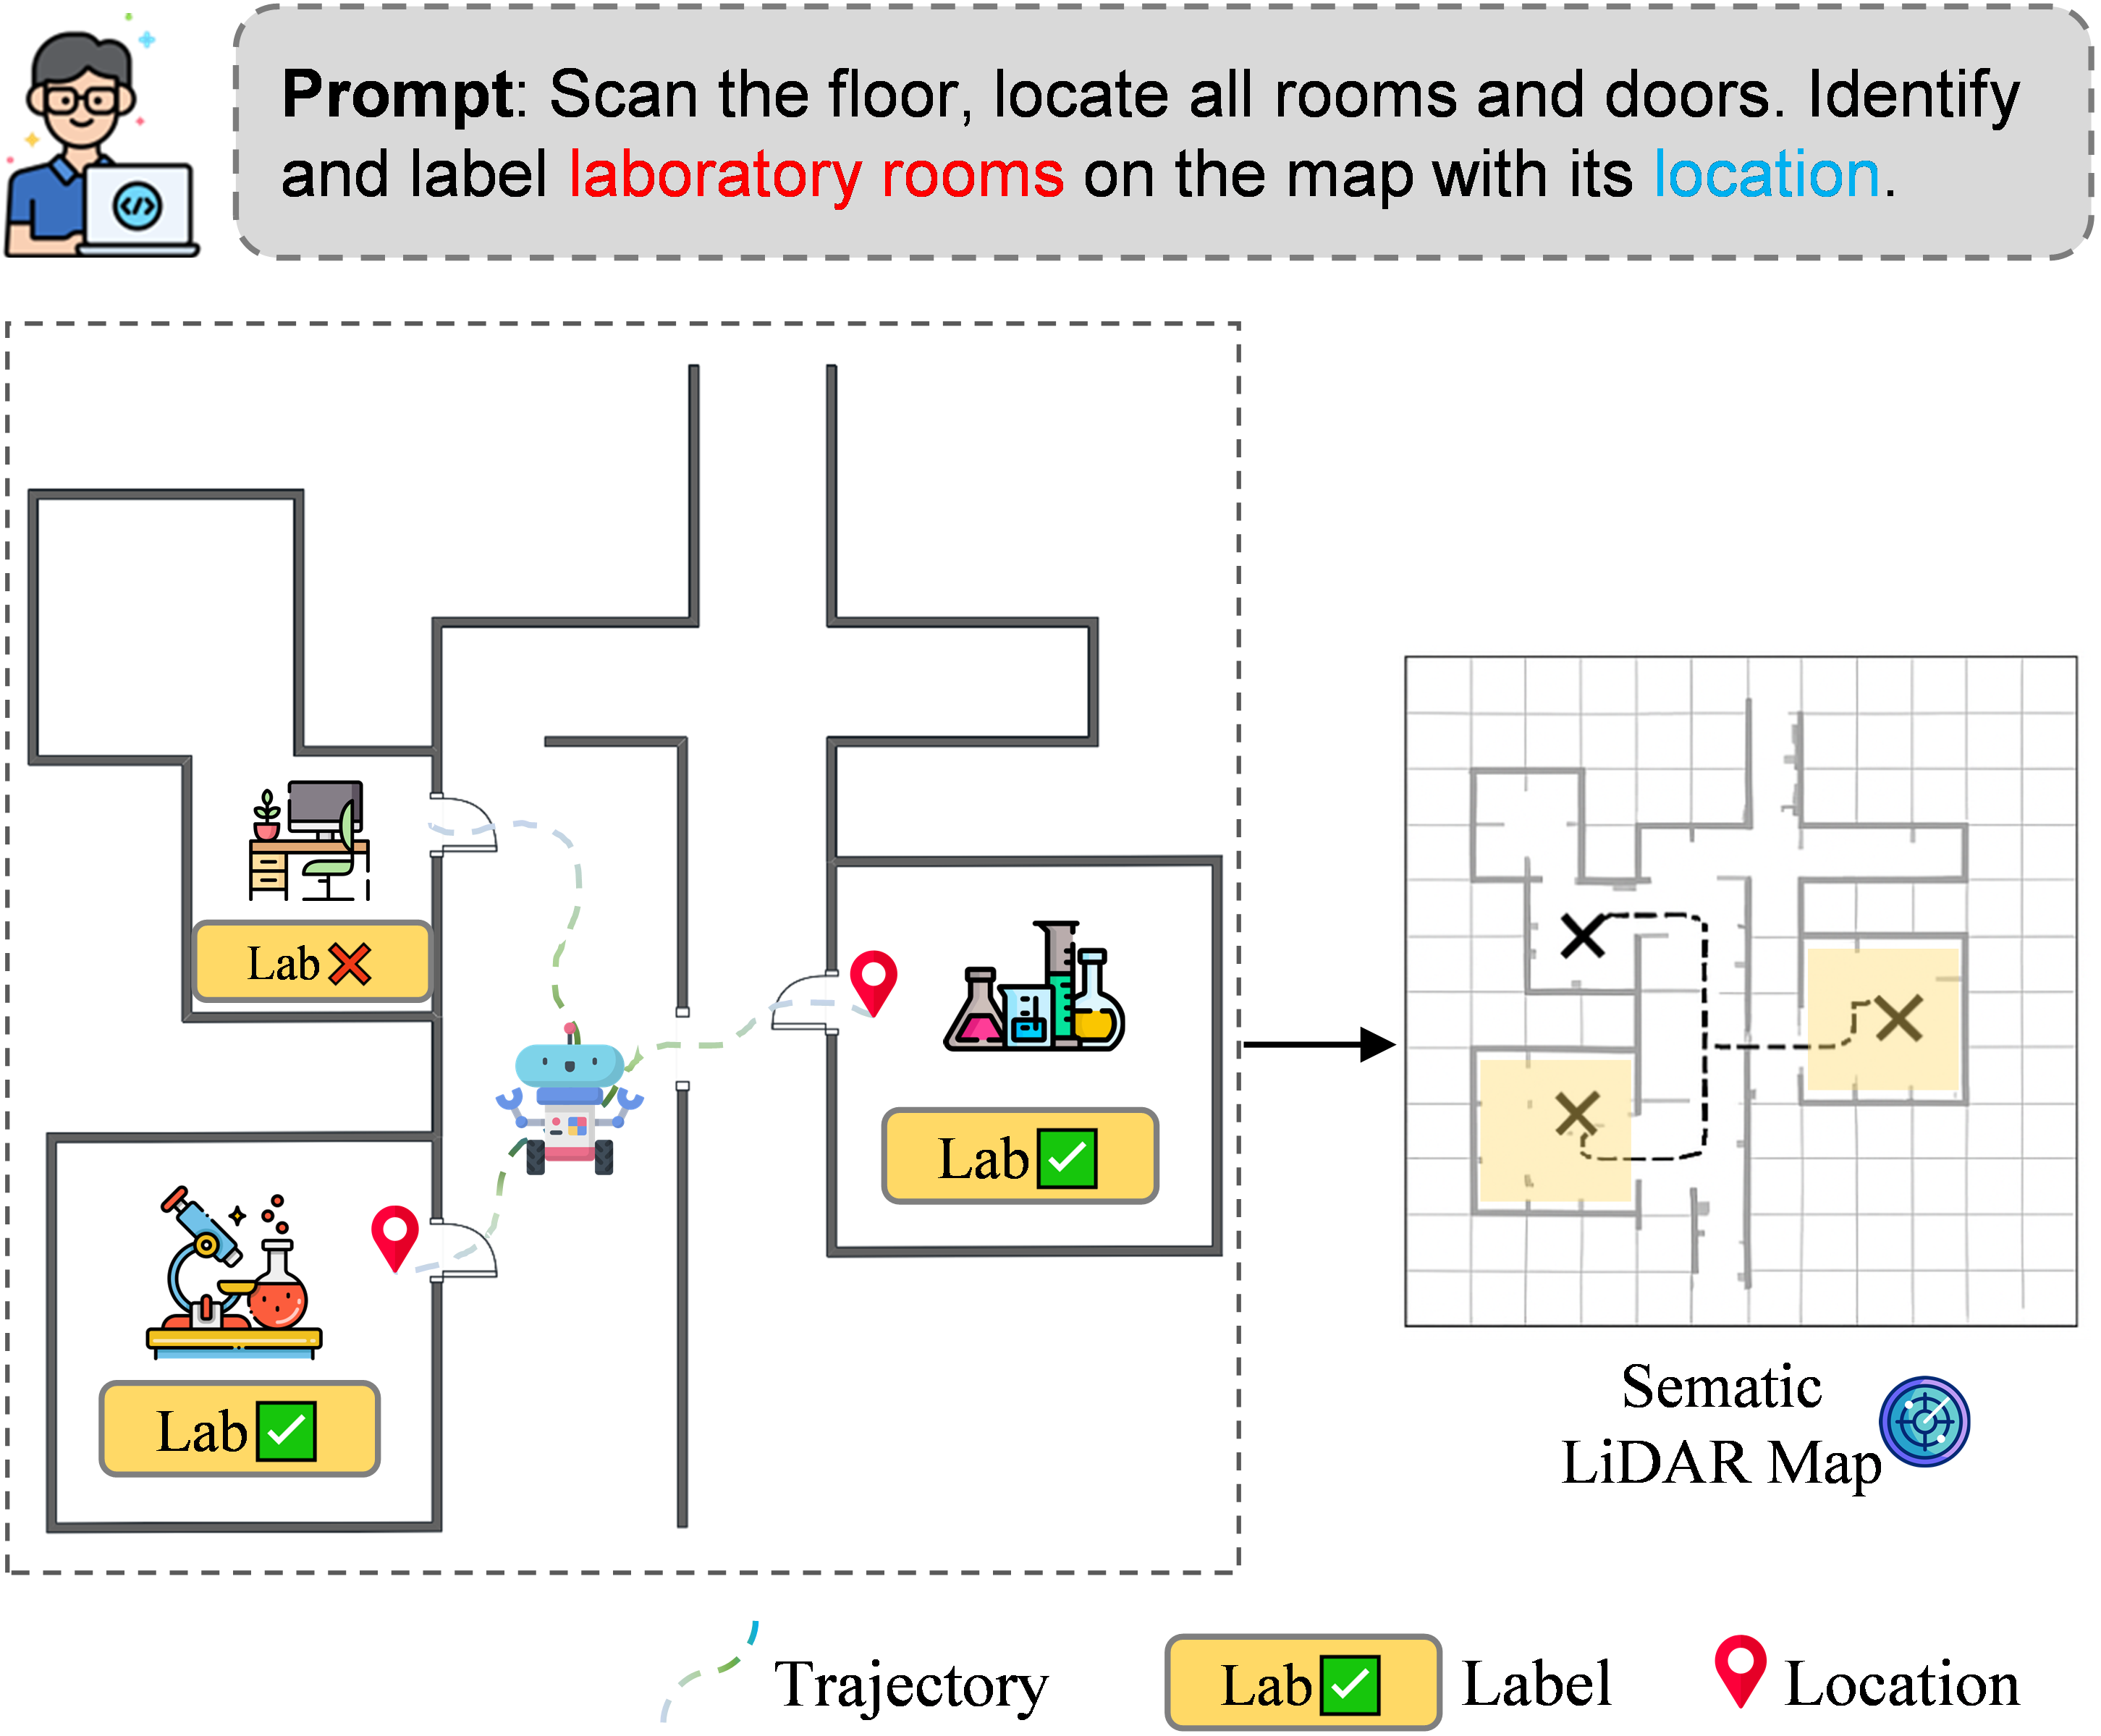 Prompt: Scan the floor, locate all rooms and doors. Identify
and label laboratory rooms on the map with its location.
Lab
Lab
Lab
Sematic
LiDAR Map
Trajectory
Lab
Label
Location